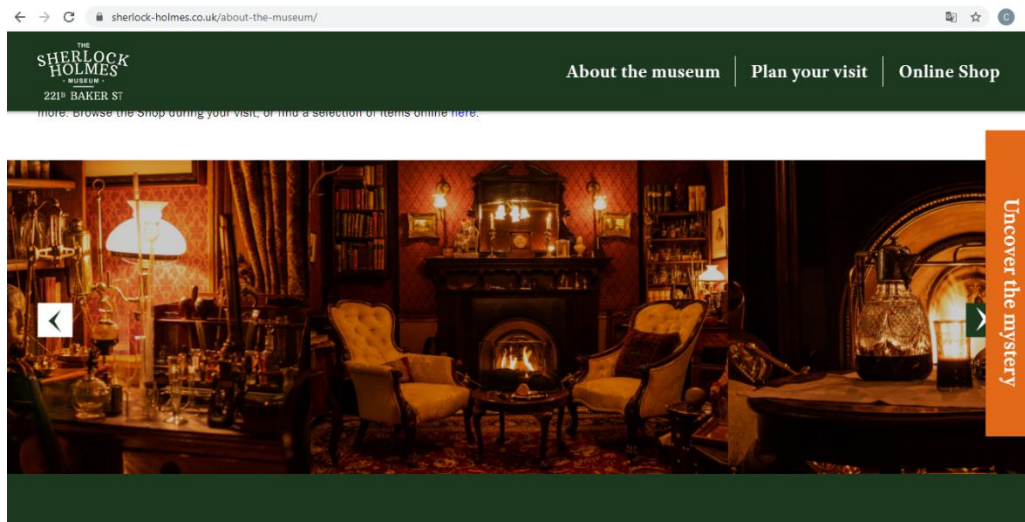 sherlock-holmes.co.uk/about-the-museum/
C
THE
SHERLOCK
HOLMES
· MUSEUM ·
221B BAKER ST
About the museum
Plan your visit
Online Shop
more. Browse the Shop during your visit, or find a selection of items online here.
Uncover the mystery